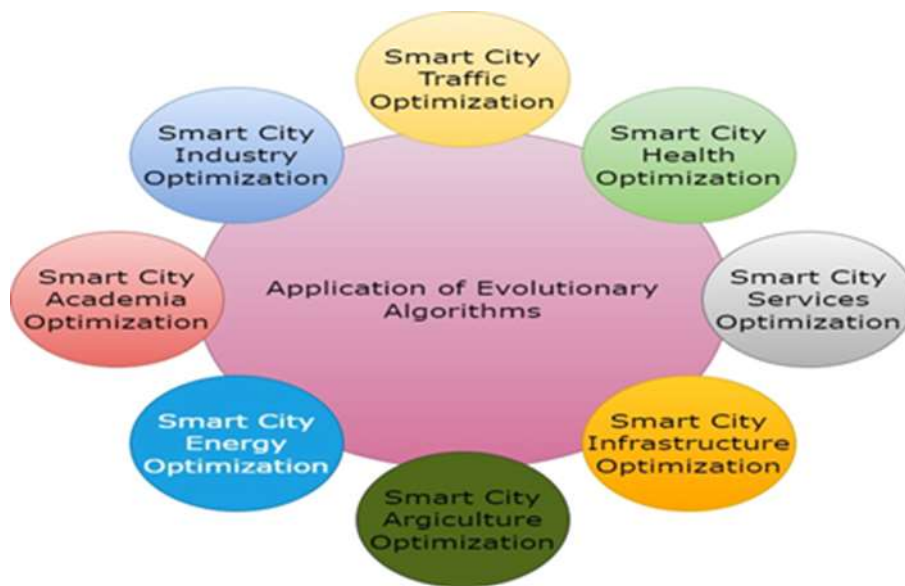 Smart City
Traffic
Optimization
Smart City
Industry
Optimization
Smart City
Health
Optimization
Smart City
Academia
Optimization
Application of Evolutionary
Algorithms
Smart City
Services
Optimization
Smart City
Energy
Optimization
Smart City
Infrastructure
Optimization
Smart City
Argiculture
Optimization